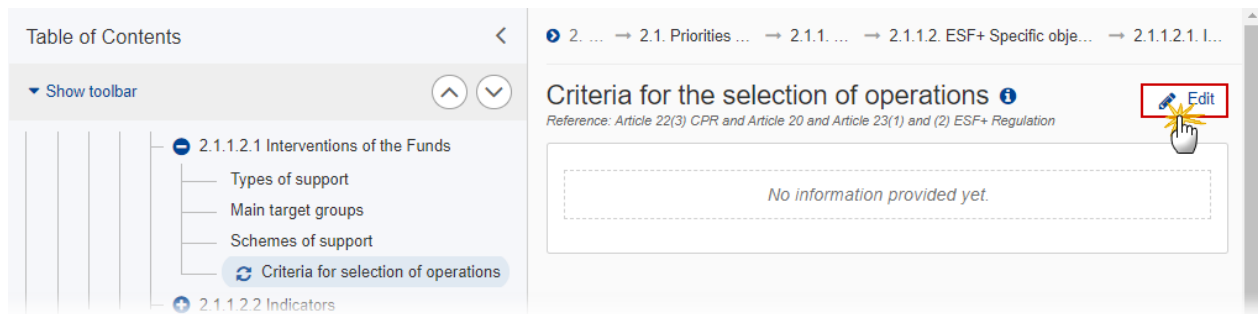 Table of Contents
Show toolbar
2.1.1.2.1 Interventions of the Funds
Types of support
Main target groups
Schemes of support
Criteria for selection of operations
2.1.1.2.2 Indicators
2. ... → 2.1. Priorities ... → 2.1.1. ... → 2.1.1.2. ESF+ Specific obje... → 2.1.1.2.1. I...
Criteria for the selection of operations
Edit
Reference: Article 22(3) CPR and Article 20 and Article 23(1) and (2) ESF+ Regulation
No information provided yet.